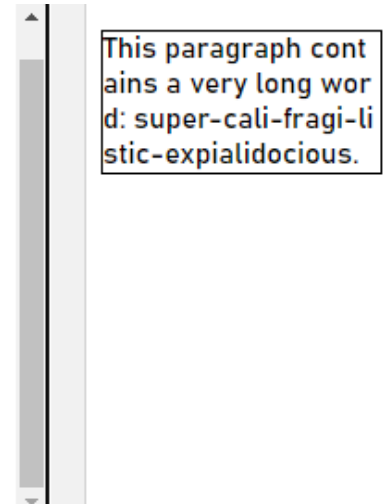 This paragraph cont
ains a very long wor
d: super-cali-fragi-li
stic-expialidocious.